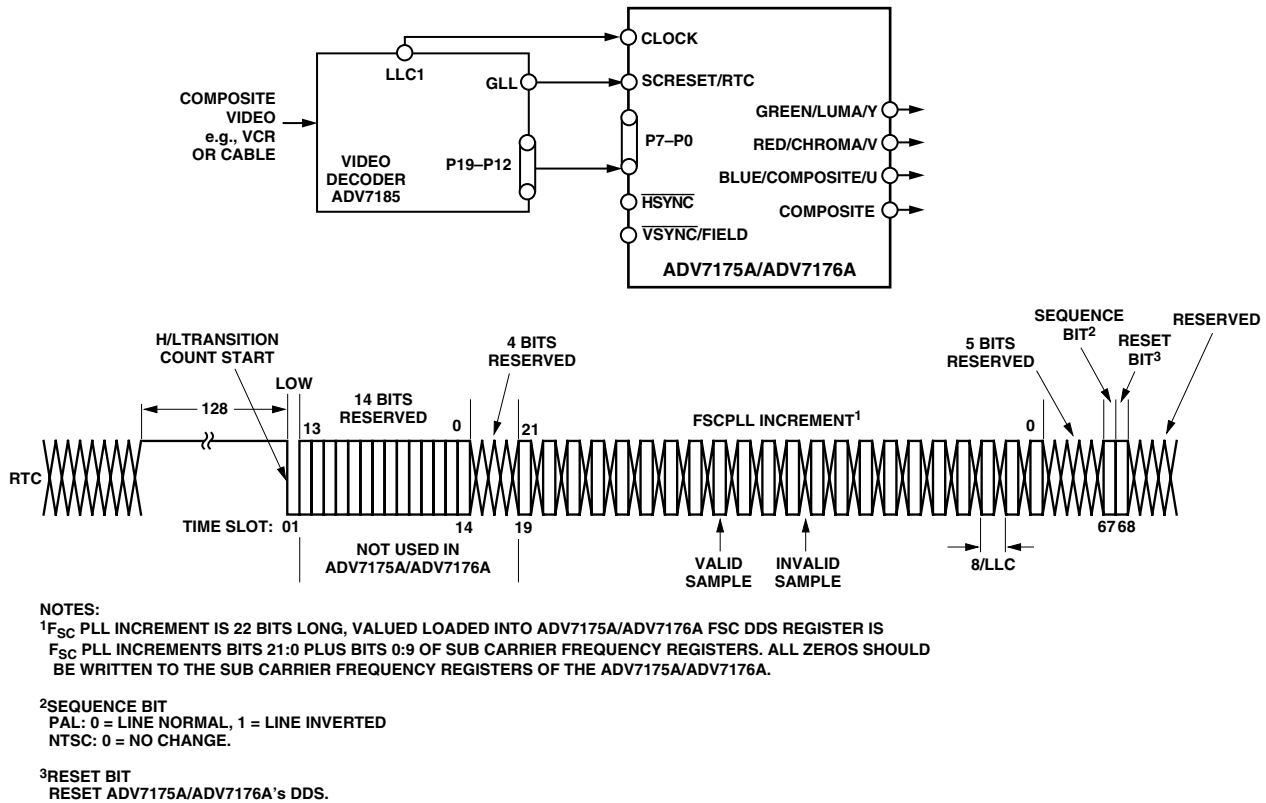 CLOCK
LLC1
GLL
SCRESET/RTC
COMPOSITE
VIDEO
e.g., VCR
OR CABLE
GREEN/LUMA/Y
P7–P0
RED/CHROMA/V
VIDEO
DECODER
ADV7185
P19–P12
BLUE/COMPOSITE/U
HSYNC
COMPOSITE
VSYNC/FIELD
ADV7175A/ADV7176A
H/LTRANSITION
COUNT START
4 BITS
RESERVED
5 BITS
RESERVED
SEQUENCE
BIT2
RESET
BIT3
RESERVED
LOW
128
14 BITS
RESERVED
13
0
21
FSCPLL INCREMENT1
0
RTC
TIME SLOT: 01
14
19
67 68
NOT USED IN
ADV7175A/ADV7176A
VALID
SAMPLE
INVALID
SAMPLE
8/LLC
NOTES:
1FSC PLL INCREMENT IS 22 BITS LONG, VALUED LOADED INTO ADV7175A/ADV7176A FSC DDS REGISTER IS
FSC PLL INCREMENTS BITS 21:0 PLUS BITS 0:9 OF SUB CARRIER FREQUENCY REGISTERS. ALL ZEROS SHOULD
BE WRITTEN TO THE SUB CARRIER FREQUENCY REGISTERS OF THE ADV7175A/ADV7176A.
2SEQUENCE BIT
PAL: 0 = LINE NORMAL, 1 = LINE INVERTED
NTSC: 0 = NO CHANGE.
3RESET BIT
RESET ADV7175A/ADV7176A's DDS.